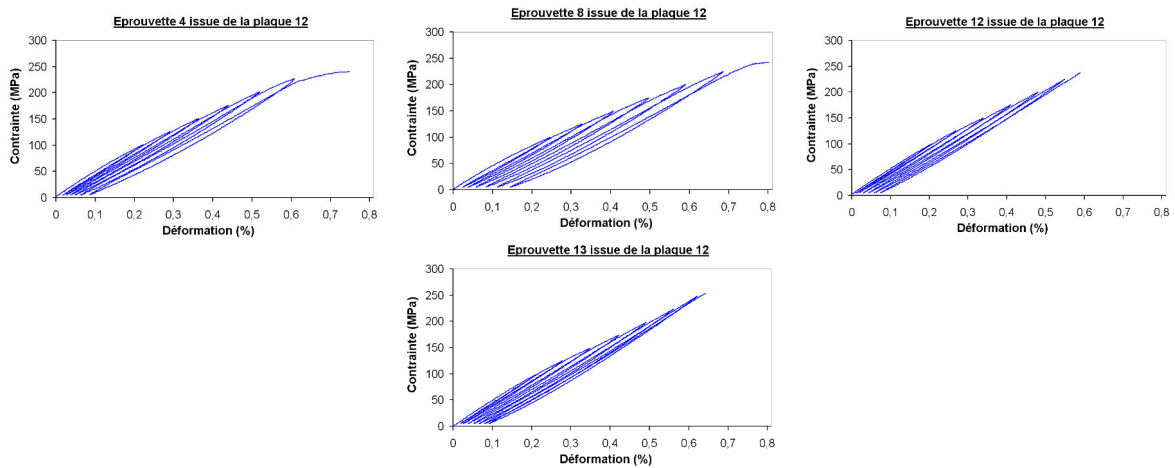 Eprouvette 4 issue de la plaque 12
Contrainte (MPa)
300
250
200
150
100
50
0
0 0,1 0,2 0,3 0,4 0,5 0,6 0,7 0,8
Déformation (%)
Eprouvette 8 issue de la plaque 12
Contrainte (MPa)
300
250
200
150
100
50
0
0 0,1 0,2 0,3 0,4 0,5 0,6 0,7 0,8
Déformation (%)
Eprouvette 12 issue de la plaque 12
Contrainte (MPa)
300
250
200
150
100
50
0
0 0,1 0,2 0,3 0,4 0,5 0,6 0,7 0,8
Déformation (%)
Eprouvette 13 issue de la plaque 12
Contrainte (MPa)
300
250
200
150
100
50
0
0 0,1 0,2 0,3 0,4 0,5 0,6 0,7 0,8
Déformation (%)